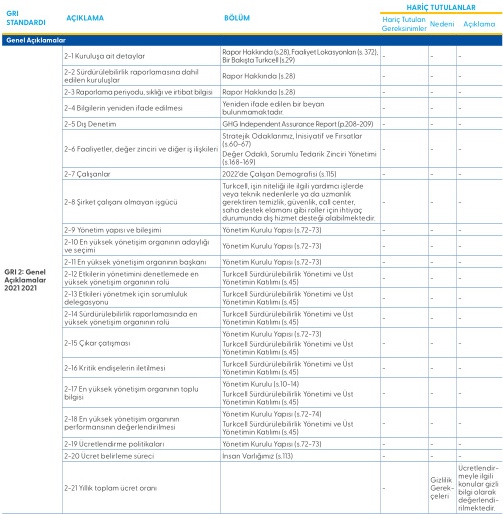 GRI STANDARDI
AÇIKLAMA
BÖLÜM
HARİÇ TUTULANLAR
Hariç Tutulan Gereksinimler
Nedeni
Açıklama
Genel Açıklamalar
GRI 2: Genel
Açıklamalar
2021 2021
2-1 Kuruluşa ait detaylar
Rapor Hakkında (s.28), Faaliyet Lokasyonları (s. 372),
Bir Bakışta Turkcell (s.29)
- - -
2-2 Sürdürülebilirlik raporlamasına dahil
edilen kuruluşlar
Rapor Hakkında (s.28)
- - -
2-3 Raporlama periyodu, sıklığı ve irtibat bilgisi
Rapor Hakkında (s.28)
- - -
2-4 Bilgilerin yeniden ifade edilmesi
Yeniden ifade edilen bir beyan
bulunmamaktadır.
- - -
2-5 Dış Denetim
GHG Independent Assurance Report (p.208-209)
- - -
2-6 Faaliyetler, değer zinciri ve diğer iş ilişkileri
Stratejik Odaklarımız, İnisiyatif ve Fırsatlar
(s.60-67)
Değer Odaklı, Sorumlu Tedarik Zinciri Yönetimi
(s.168-169)
- - -
2-7 Çalışanlar
2022'de Çalışan Demografisi (s.115)
- - -
2-8 Şirket çalışanı olmayan işgücü
Turkcell, işin niteliği ile ilgili yardımcı işlerde
veya teknik nedenlerle ya da uzmanlık
gerektiren temizlik, güvenlik, call center,
saha destek elamanı gibi roller için ihtiyaç
durumunda dış hizmet desteği alabilmektedir.
- - -
2-9 Yönetim yapısı ve bileşimi
Yönetim Kurulu Yapısı (s.72-73)
- - -
2-10 En yüksek yönetişim organının adaylığı
ve seçimi
Yönetim Kurulu Yapısı (s.72-73)
- - -
2-11 En yüksek yönetişim organının başkanı
Yönetim Kurulu Yapısı (s.72-73)
- - -
2-12 Etkilerin yönetimini denetlemede en
yüksek yönetişim organının rolü
Turkcell Sürdürülebilirlik Yönetimi ve Üst
Yönetimin Katılımı (s.45)
- - -
2-13 Etkileri yönetmek için sorumluluk
delegasyonu
Turkcell Sürdürülebilirlik Yönetimi ve Üst
Yönetimin Katılımı (s.45)
- - -
2-14 Sürdürülebilirlik raporlamasında en
yüksek yönetişim organının rolü
Turkcell Sürdürülebilirlik Yönetimi ve Üst
Yönetimin Katılımı (s.45)
- - -
2-15 Çıkar çatışması
Yönetim Kurulu Yapısı (s.72-73)
Turkcell Sürdürülebilirlik Yönetimi ve Üst
Yönetimin Katılımı (s.45)
- - -
2-16 Kritik endişelerin iletilmesi
Turkcell Sürdürülebilirlik Yönetimi ve Üst
Yönetimin Katılımı (s.45)
- - -
2-17 En yüksek yönetişim organının toplu
bilgisi
Yönetim Kurulu (s.10-14)
Turkcell Sürdürülebilirlik Yönetimi ve Üst
Yönetimin Katılımı (s.45)
- - -
2-18 En yüksek yönetişim organının
performansının değerlendirilmesi
Yönetim Kurulu Yapısı (s.72-74)
Turkcell Sürdürülebilirlik Yönetimi ve Üst
Yönetimin Katılımı (s.45)
- - -
2-19 Ücretlendirme politikaları
Yönetim Kurulu Yapısı (s.72-73)
- - -
2-20 Ücret belirleme süreci
İnsan Varlığımız (s.113)
- - -
2-21 Yıllık toplam ücret oranı
-
Gizlilik
Gerek-
çeleri
Ücretlendir-
meyle ilgili
konular gizli
bilgi olarak
değerlendi-
rilmektedir.